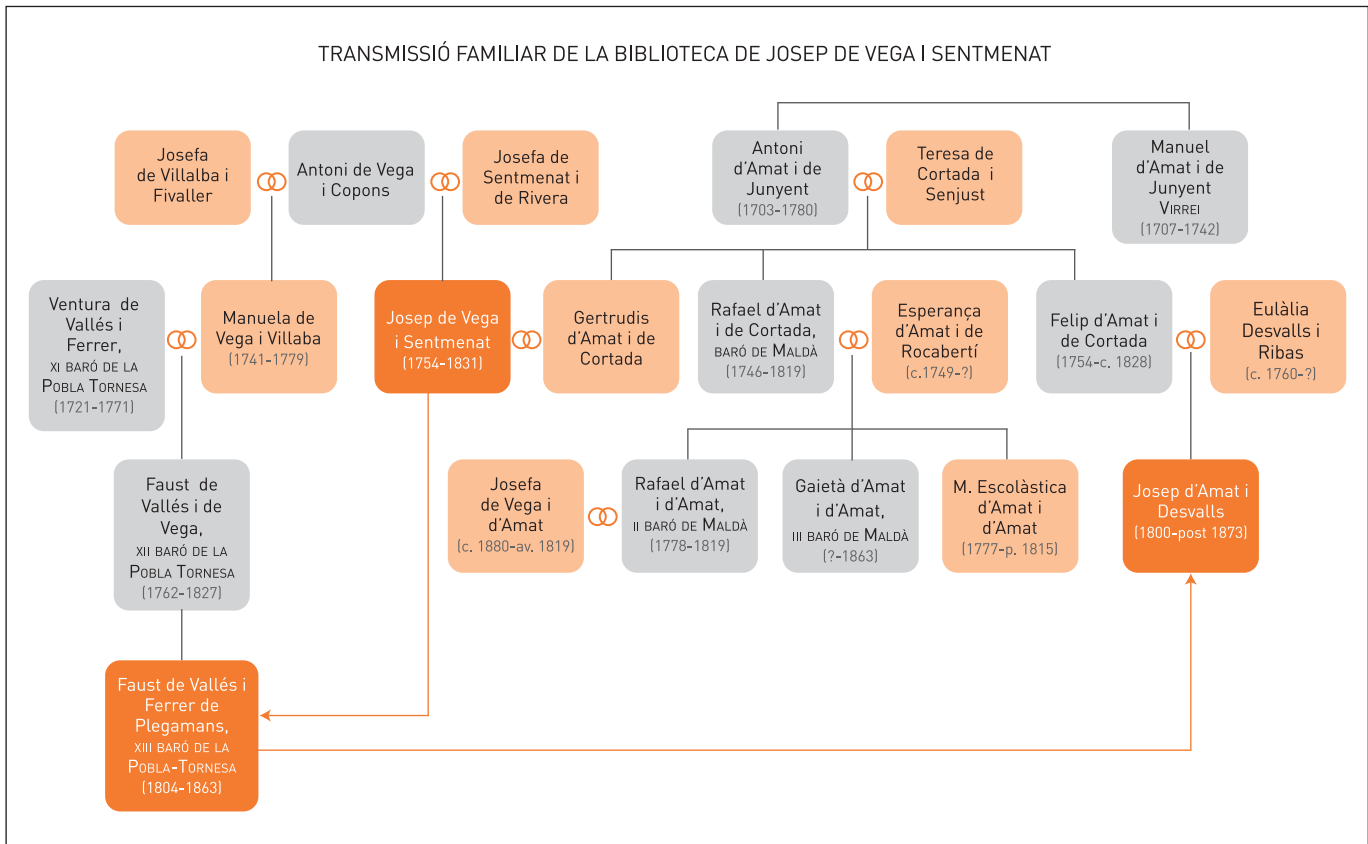 TRANSMISSIÓ FAMILIAR DE LA BIBLIOTECA DE JOSEP DE VEGA I SENTMENAT
Josefa
de Villalba i
Fivaller
Antoni de Vega
i Copons
Josefa de
Sentmenat i
de Rivera
Antoni
d'Amat i de
Junyent
(1703-1780)
Teresa de
Cortada i
Senjust
Manuel
d'Amat i de
Junyent
VIRREI
(1707-1742)
Ventura de
Vallés i
Ferrer,
XI BARÓ DE LA
POBLA TORNESA
(1721-1771)
Manuela de
Vega i Villaba
(1741-1779)
Josep de Vega
i Sentmenat
(1754-1831)
Gertrudis
d'Amat i de
Cortada
Rafael d'Amat
i de Cortada,
BARÓ DE MALDÀ
(1746-1819)
Esperança
d'Amat i de
Rocabertí
(c.1749-?)
Felip d'Amat i
de Cortada
(1754-c. 1828)
Eulàlia
Desvalls i
Ribas
(c. 1760-?)
Faust de
Vallés i de
Vega,
XII BARÓ DE LA
POBLA TORNESA
(1762-1827)
Josefa
de Vega i
d'Amat
(c. 1880-av. 1819)
Rafael d'Amat
i d'Amat,
II BARÓ DE MALDÀ
(1778-1819)
Gaietà d'Amat
i d'Amat,
III BARÓ DE MALDÀ
(?-1863)
M. Escolàstica
d'Amat i
d'Amat
(1777-p. 1815)
Josep d'Amat i
Desvalls
(1800-post 1873)
Faust de Vallés i
Ferrer de
Plegamans,
XIII BARÓ DE LA
POBLA-TORNESA
(1804-1863)